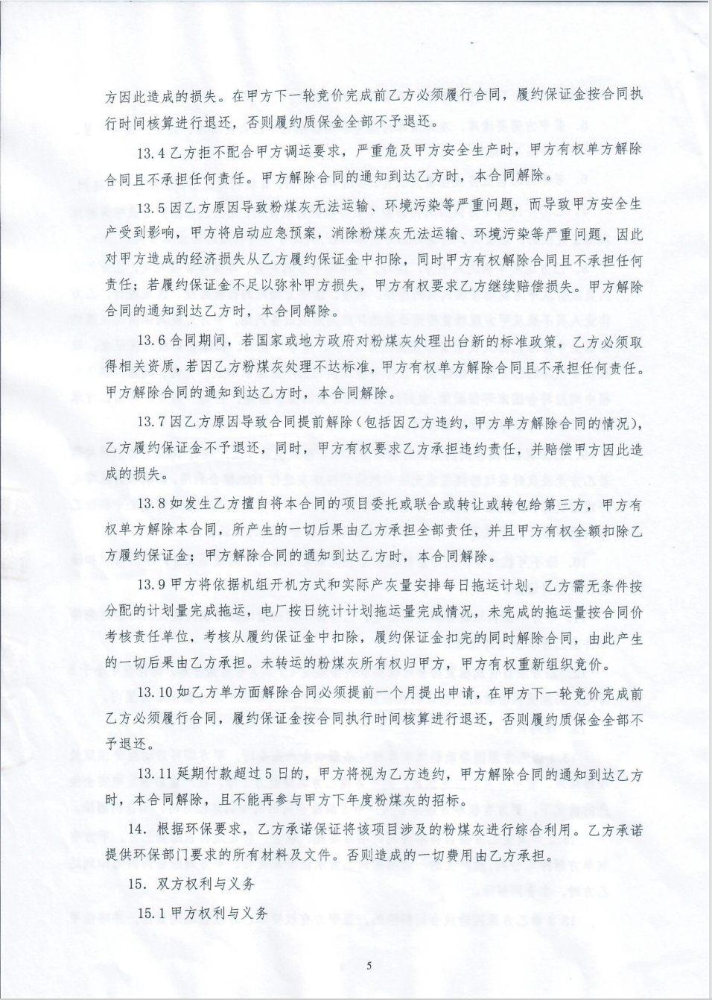 方因此造成的损失。在甲方下一轮竞价完成前乙方必须履行合同，履约保证金按合同执
行时间核算进行退还，否则履约质保金全部不予退还。
13.4 乙方拒不配合甲方调运要求，严重危及甲方安全生产时，甲方有权单方解除
合同且不承担任何责任。甲方解除合同的通知到达乙方时，本合同解除。
13.5 因乙方原因导致粉煤灰无法运输、环境污染等严重问题，而导致甲方安全生
产受到影响，甲方将启动应急预案，消除粉煤灰无法运输、环境污染等严重问题，因此
对甲方造成的经济损失从乙方履约保证金中扣除，同时甲方有权解除合同且不承担任何
责任；若履约保证金不足以弥补甲方损失，甲方有权要求乙方继续赔偿损失。甲方解除
合同的通知到达乙方时，本合同解除。
13.6 合同期间，若国家或地方政府对粉煤灰处理出台新的标准政策，乙方必须取
得相关资质，若因乙方粉煤灰处理不达标准，甲方有权单方解除合同且不承担任何责任。
甲方解除合同的通知到达乙方时，本合同解除。
13.7 因乙方原因导致合同提前解除（包括因乙方违约，甲方单方解除合同的情况），
乙方履约保证金不予退还，同时，甲方有权要求乙方承担违约责任，并赔偿甲方因此造
成的损失。
13.8 如发生乙方擅自将本合同的项目委托或联合或转让或转包给第三方，甲方有
权单方解除本合同，所产生的一切后果由乙方承担全部责任，并且甲方有权全额扣除乙
方履约保证金；甲方解除合同的通知到达乙方时，本合同解除。
13.9 甲方将依据机组开机方式和实际产灰量安排每日拖运计划，乙方需无条件按
分配的计划量完成拖运，电厂按日统计计划拖运量完成情况，未完成的拖运量按合同价
考核责任单位，考核从履约保证金中扣除，履约保证金扣完的同时解除合同，由此产生
的一切后果由乙方承担。未转运的粉煤灰所有权归甲方，甲方有权重新组织竞价。
13.10 如乙方单方面解除合同必须提前一个月提出申请，在甲方下一轮竞价完成前
乙方必须履行合同，履约保证金按合同执行时间核算进行退还，否则履约质保金全部不
予退还。
13.11 延期付款超过 5 日的，甲方将视为乙方违约，甲方解除合同的通知到达乙方
时，本合同解除，且不能再参与甲方下年度粉煤灰的招标。
14．根据环保要求，乙方承诺保证将该项目涉及的粉煤灰进行综合利用。乙方承诺
提供环保部门要求的所有材料及文件。否则造成的一切费用由乙方承担。
15．双方权利与义务
15.1 甲方权利与义务
5